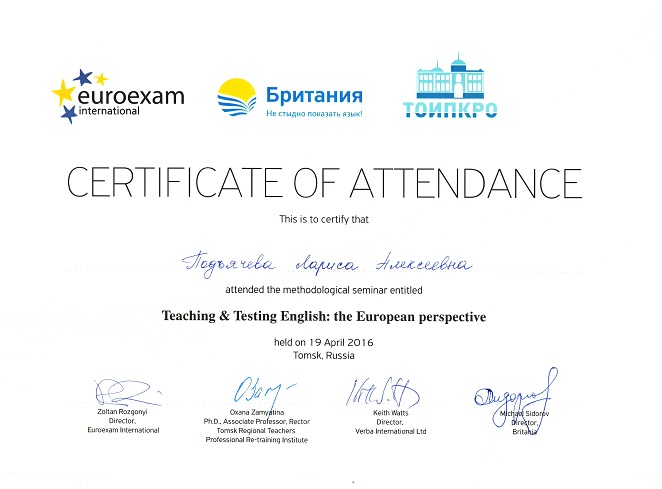 euroexam
international
Британия
Не стыдно показать язык!
ТОИПКРО
CERTIFICATE OF ATTENDANCE
This is to certify that
Подъячева Лариса Алексеевна
attended the methodological seminar entitled
Teaching & Testing English: the European perspective
held on 19 April 2016
Tomsk, Russia
Zoltan Rozgonyi
Director,
Euroexam International
Oxana Zamyatina
Ph.D., Associate Professor, Rector
Tomsk Regional Teachers
Professional Re-training Institute
Keith Watts
Director,
Verba International Ltd
Michael Sidorov
Director,
Britania